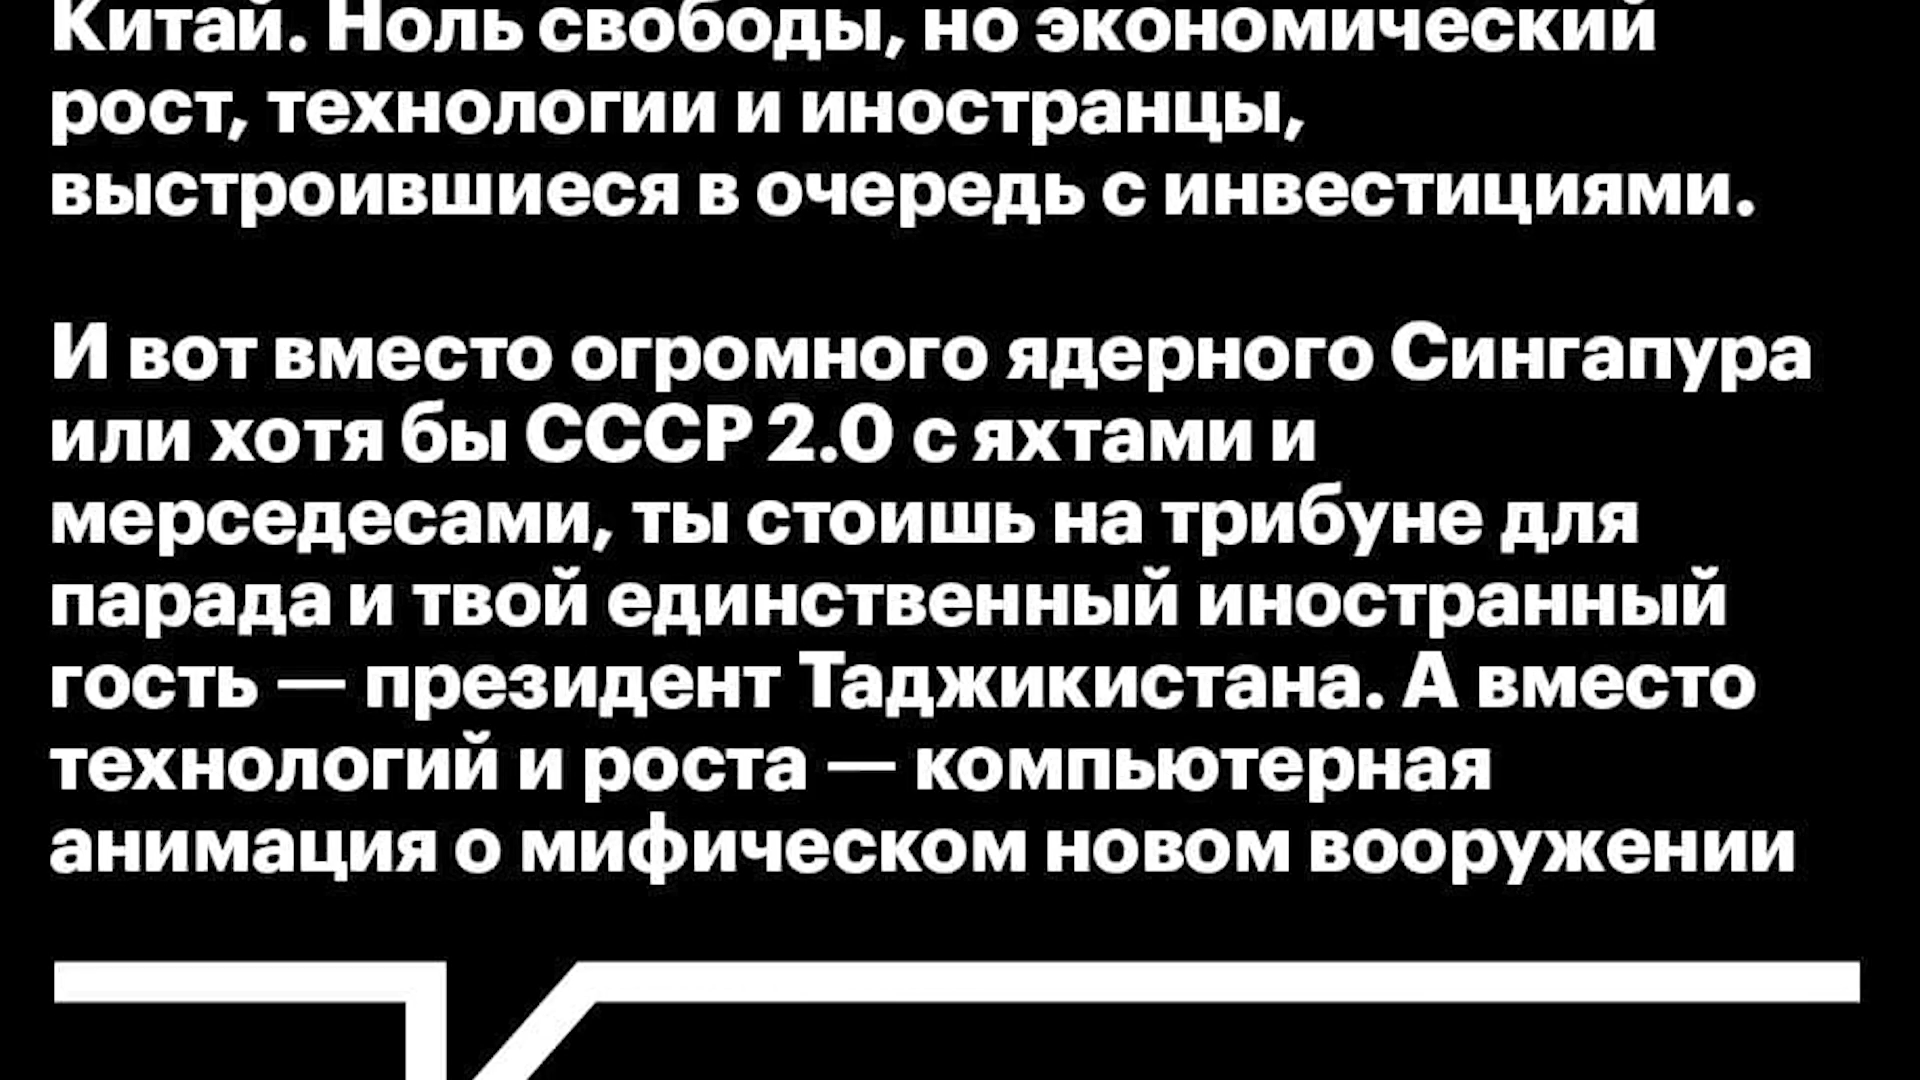 Китай. Ноль свободы, но экономический
рост, технологии и иностранцы,
выстроившиеся в очередь с инвестициями.
И вот вместо огромного ядерного Сингапура
или хотя бы СССР 2.0 с яхтами и
мерседесами, ты стоишь на трибуне для
парада и твой единственный иностранный
гость — президент Таджикистана. А вместо
технологий и роста — компьютерная
анимация о мифическом новом вооружении